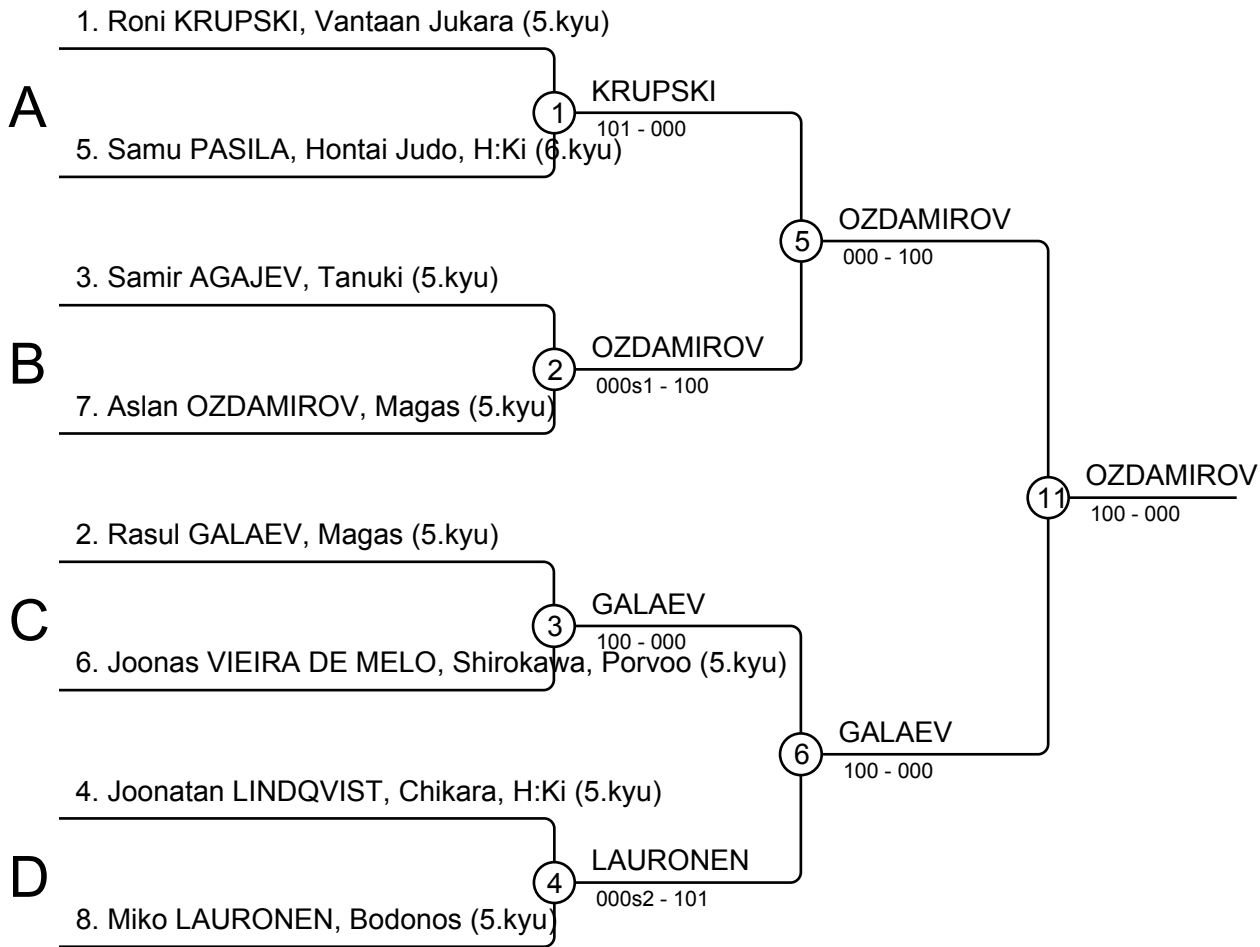 1. Roni KRUPSKI, Vantaan Jukara (5.kyu)
A
1
KRUPSKI
101 - 000
5. Samu PASILA, Hontai Judo, H:Ki (6.kyu)
5
OZDAMIROV
000 - 100
3. Samir AGAJEV, Tanuki (5.kyu)
B
2
OZDAMIROV
000s1 - 100
7. Aslan OZDAMIROV, Magas (5.kyu)
11
OZDAMIROV
100 - 000
2. Rasul GALAEV, Magas (5.kyu)
C
3
GALAEV
100 - 000
6. Joonas VIEIRA DE MELO, Shirokawa, Porvoo (5.kyu)
6
GALAEV
100 - 000
4. Joonatan LINDQVIST, Chikara, H:Ki (5.kyu)
D
4
LAURONEN
000s2 - 101
8. Miko LAURONEN, Bodonos (5.kyu)